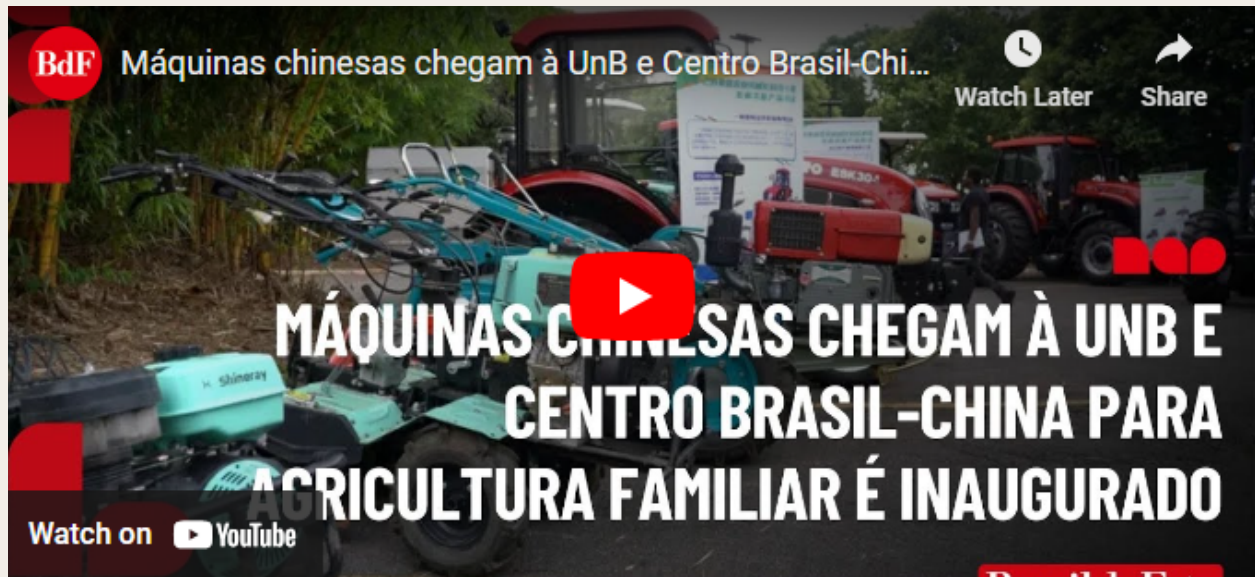 BdF
Máquinas chinesas chegam à UnB e Centro Brasil-Chi...
Watch Later
Share
ESK30-
Shineray
MÁQUINAS CHINESAS CHEGAM À UNB E
CENTRO BRASIL-CHINA PARA
AGRICULTURA FAMILIAR É INAUGURADO
Watch on YouTube